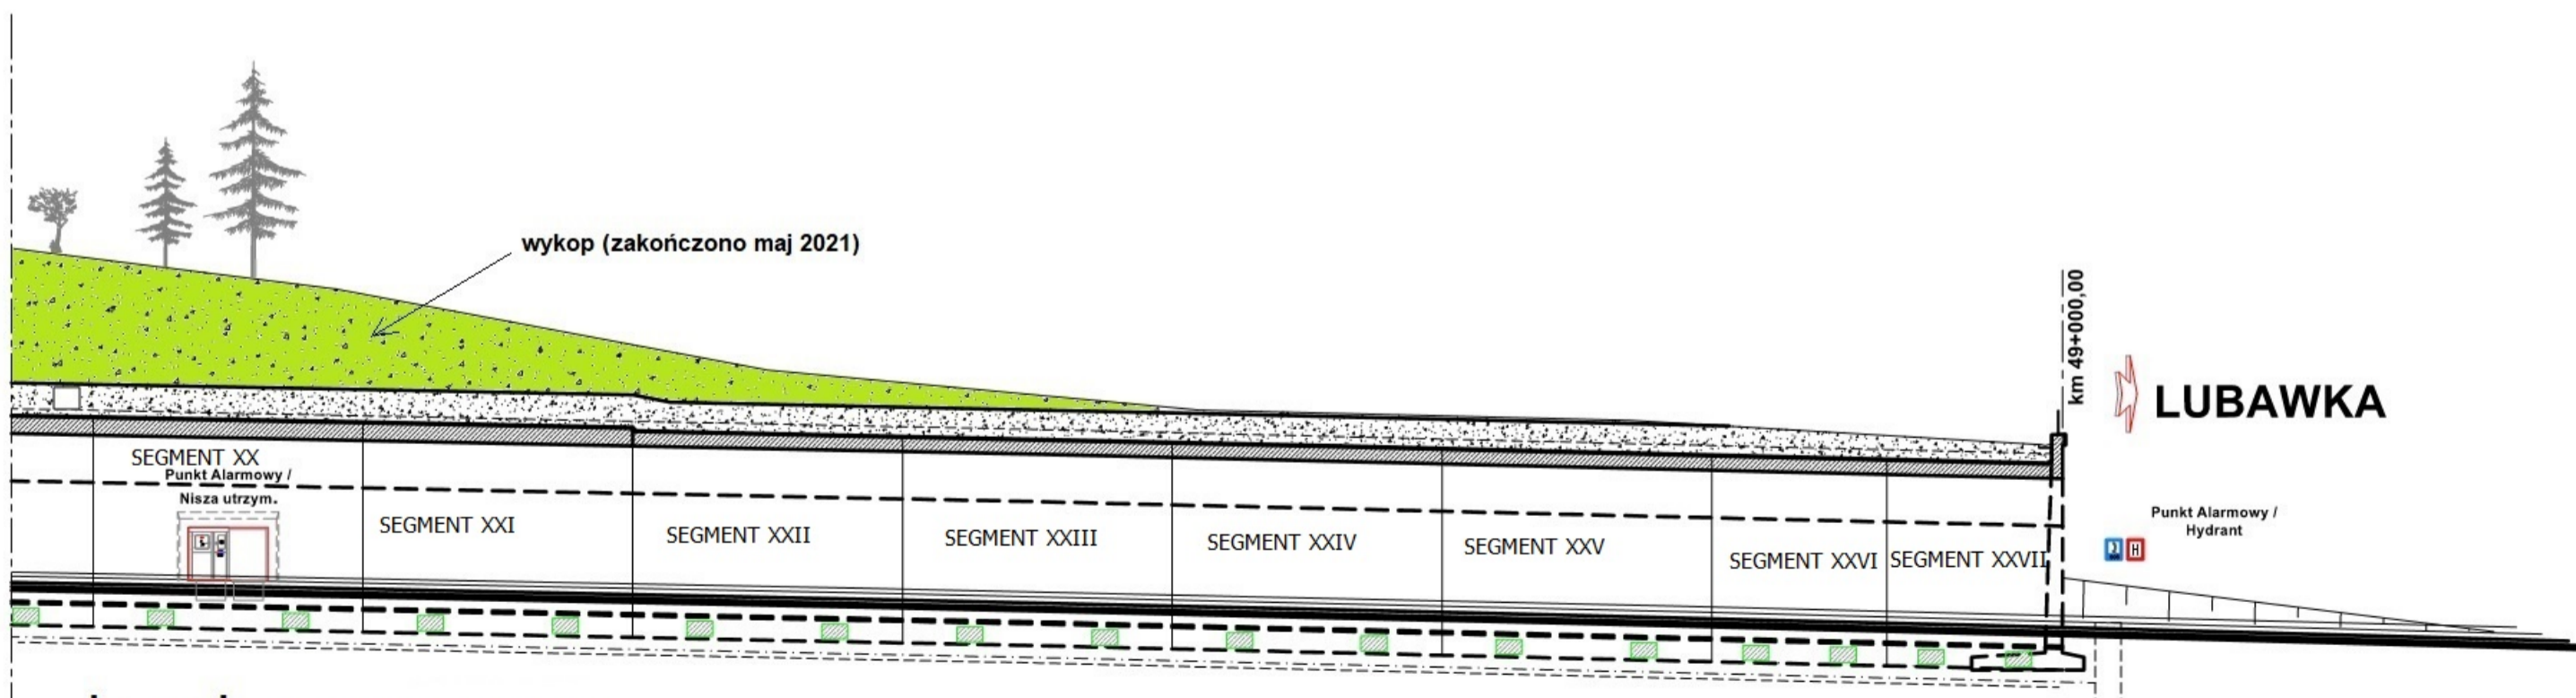 wykop (zakończono maj 2021)
km 49+000,00
LUBAWKA
SEGMENT XX
Punkt Alarmowy /
Nisza utrzym.
SEGMENT XXI
SEGMENT XXII
SEGMENT XXIII
SEGMENT XXIV
SEGMENT XXV
SEGMENT XXVI
SEGMENT XXVII
Punkt Alarmowy /
Hydrant
H